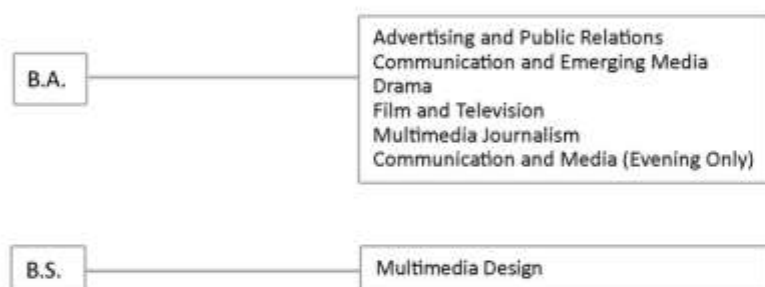 B.A.
Advertising and Public Relations
Communication and Emerging Media
Drama
Film and Television
Multimedia Journalism
Communication and Media (Evening Only)
B.S.
Multimedia Design